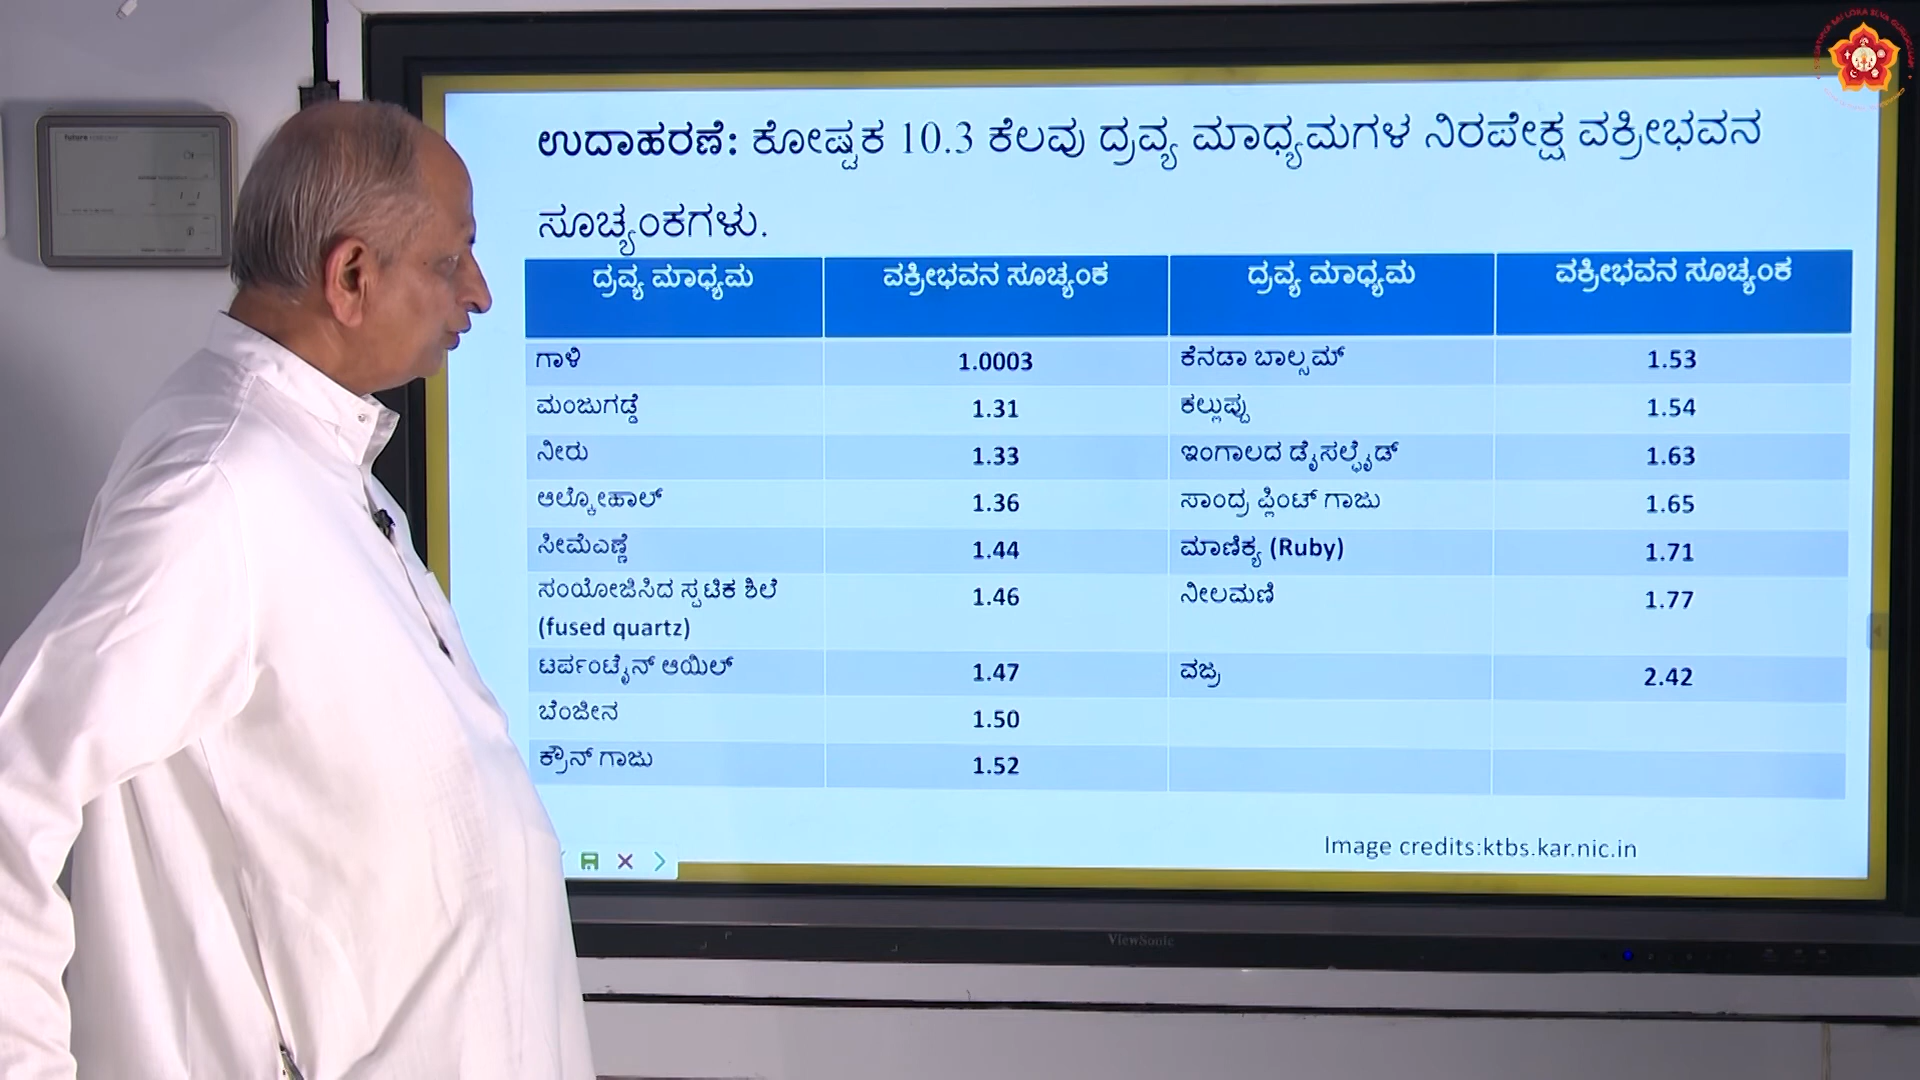 ಉದಾಹರಣೆ: ಕೋಷ್ಟಕ 10.3 ಕೆಲವು ದ್ರವ್ಯ ಮಾಧ್ಯಮಗಳ ನಿರಪೇಕ್ಷ ವಕ್ರೀಭವನ
ಸೂಚ್ಯಂಕಗಳು.
ದ್ರವ್ಯ ಮಾಧ್ಯಮ ವಕ್ರೀಭವನ ಸೂಚ್ಯಂಕ ದ್ರವ್ಯ ಮಾಧ್ಯಮ ವಕ್ರೀಭವನ ಸೂಚ್ಯಂಕ
ಗಾಳಿ 1.0003 ಕೆನಡಾ ಬಾಲ್ಸಮ್ 1.53
ಮಂಜುಗಡ್ಡೆ 1.31 ಕಲ್ಲುಪ್ಪು 1.54
ನೀರು 1.33 ಇಂಗಾಲದ ಡೈಸಲ್ಫೈಡ್ 1.63
ಆಲ್ಕೋಹಾಲ್ 1.36 ಸಾಂದ್ರ ಫ್ಲಿಂಟ್ ಗಾಜು 1.65
ಸೀಮೆಎಣ್ಣೆ 1.44 ಮಾಣಿಕ್ಯ (Ruby) 1.71
ಸಂಯೋಜಿಸಿದ ಸ್ಫಟಿಕ ಶಿಲೆ 1.46 ನೀಲಮಣಿ 1.77
(fused quartz)
ಟರ್ಪಂಟೈನ್ ಆಯಿಲ್ 1.47 ವಜ್ರ 2.42
ಬೆಂಜೀನ 1.50
ಕ್ರೌನ್ ಗಾಜು 1.52
Image credits:ktbs.kar.nic.in
ViewSonic